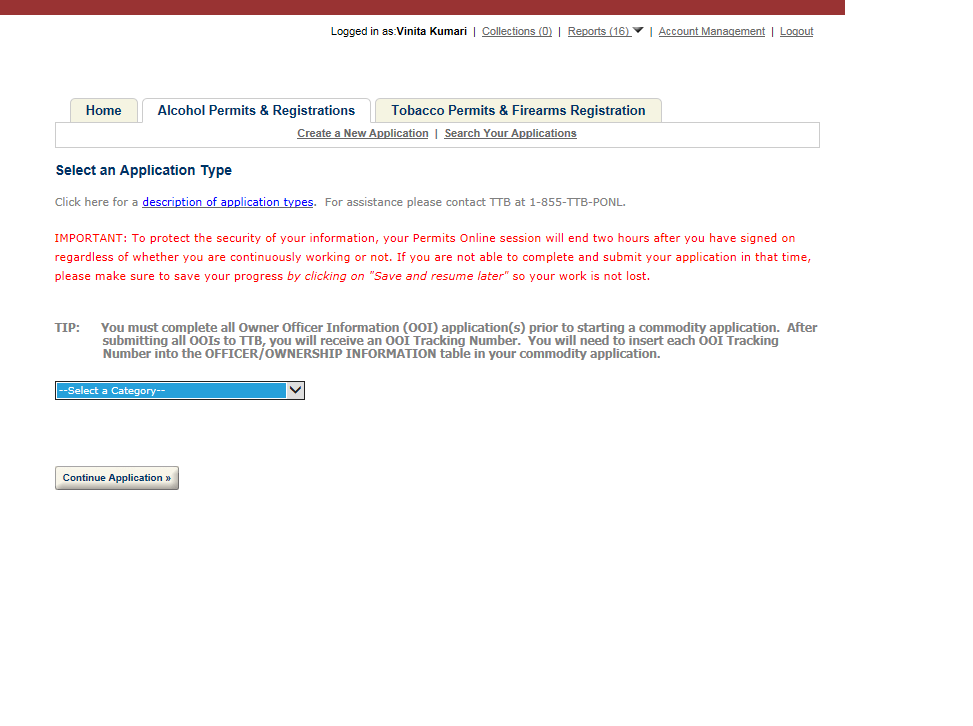 Logged in as:Vinita Kumari | Collections (0) | Reports (16) | Account Management | Logout
Home Alcohol Permits & Registrations Tobacco Permits & Firearms Registration
Create a New Application | Search Your Applications
Select an Application Type
Click here for a description of application types. For assistance please contact TTB at 1-855-TTB-PONL.
IMPORTANT: To protect the security of your information, your Permits Online session will end two hours after you have signed on
regardless of whether you are continuously working or not. If you are not able to complete and submit your application in that time,
please make sure to save your progress by clicking on "Save and resume later" so your work is not lost.
TIP: You must complete all Owner Officer Information (OOI) application(s) prior to starting a commodity application. After
submitting all OOIs to TTB, you will receive an OOI Tracking Number. You will need to insert each OOI Tracking
Number into the OFFICER/OWNERSHIP INFORMATION table in your commodity application.
--Select a Category--
Continue Application »